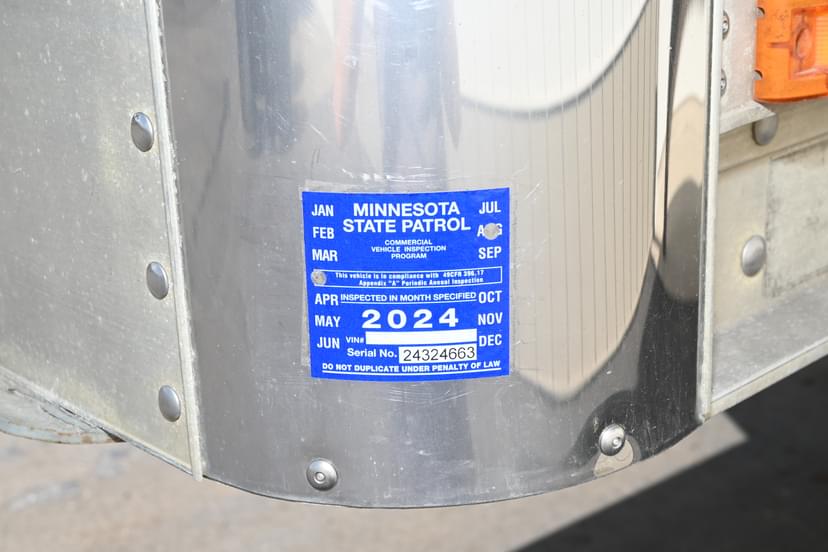 JAN MINNESOTA JUL
FEB STATE PATROL
COMMERCIAL
MAR VEHICLE INSPECTION SEP
PROGRAM
This vehicle is in compliance with 49CFR 396.17
Appendix "A" Periodic Annual Inspection
APR INSPECTED IN MONTH SPECIFIED OCT
MAY 2024 NOV
JUN VIN# DEC
Serial No. 24324663
DO NOT DUPLICATE UNDER PENALTY OF LAW